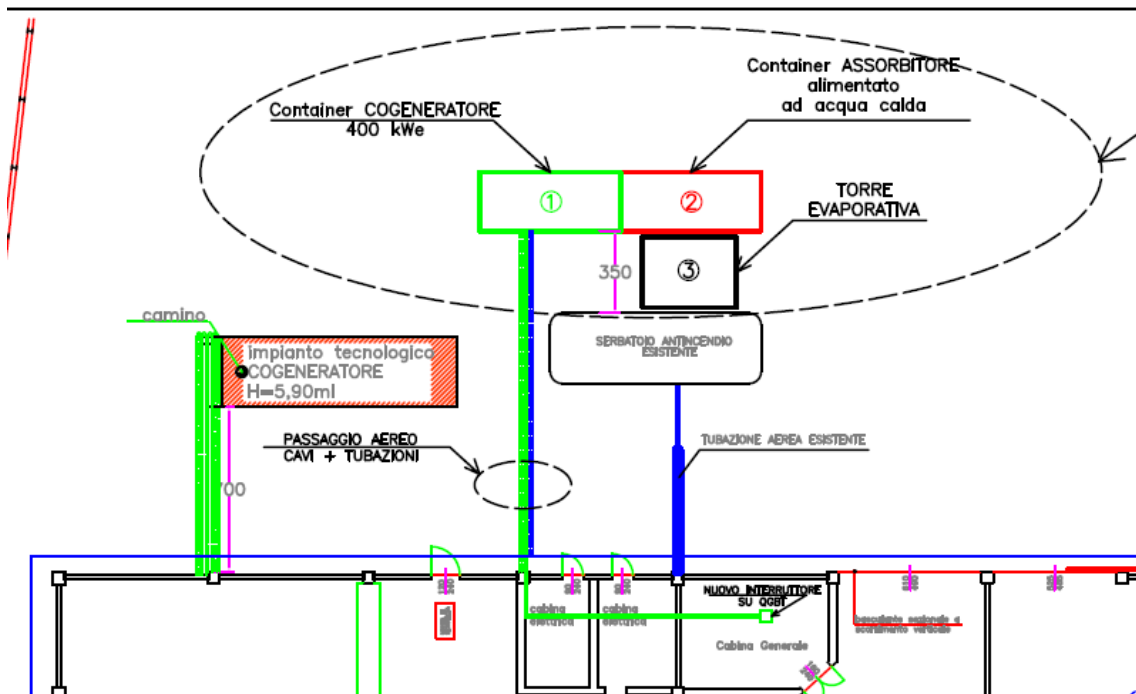 Container ASSORBITORE
alimentato
ad acqua calda
Container COGENERATORE
400 kWe
TORRE
EVAPORATIVA
1
2
3
350
camino
SERBATOIO ANTINCENDIO
ESISTENTE
impianto tecnologico
COGENERATORE
H=5,90ml
PASSAGGIO AEREO
CAVI + TUBAZIONI
TUBAZIONE AEREA ESISTENTE
700
NUOVO INTERRUTTORE
SU QGBT
cabina
elettrica
cabina
elettrica
Cabina Generale